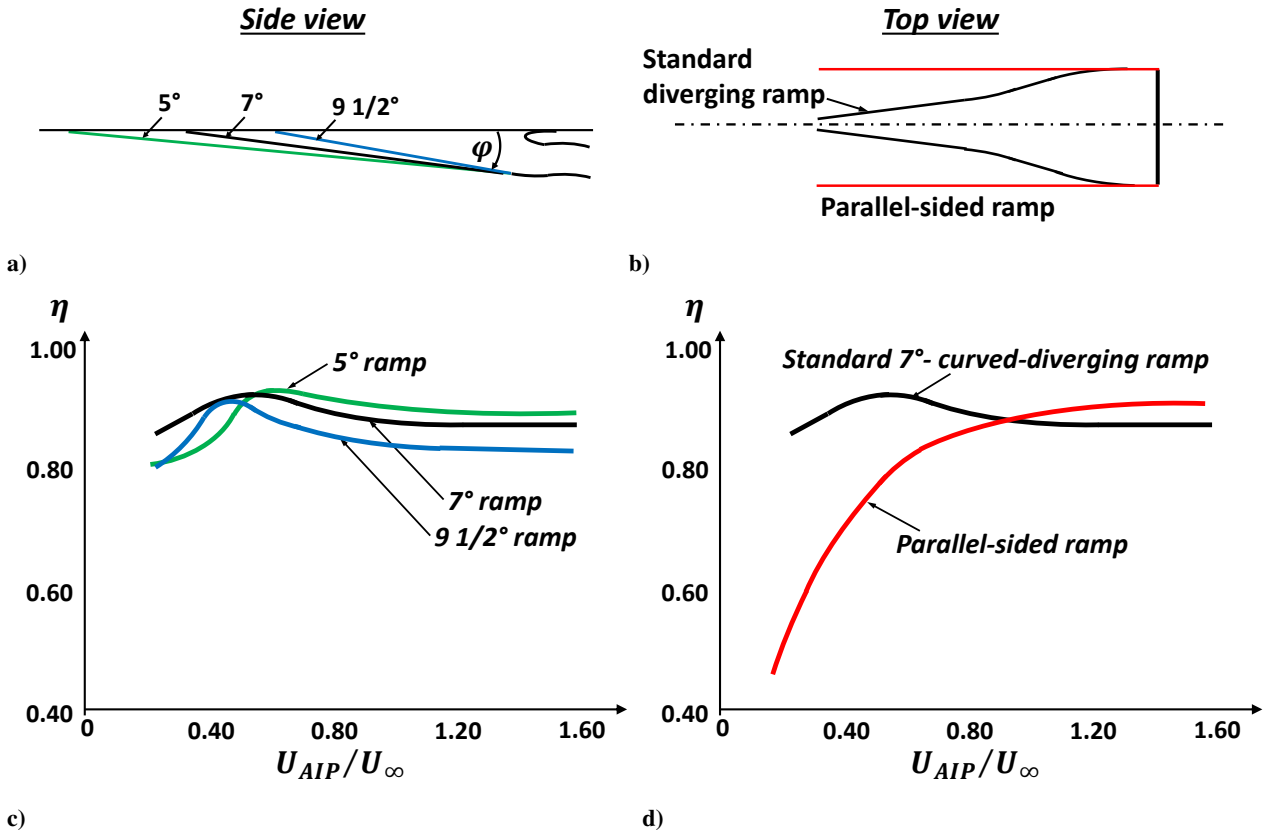 Side view
Top view
Standard
diverging ramp
5°
7°
9 1/2°
φ
Parallel-sided ramp
a)
b)
η
1.00
0.80
0.60
0.40
5° ramp
7° ramp
9 1/2° ramp
0
0.40
0.80
1.20
1.60
U_AIP/U_∞
η
1.00
0.80
0.60
0.40
Standard 7°- curved-diverging ramp
Parallel-sided ramp
0
0.40
0.80
1.20
1.60
U_AIP/U_∞
c)
d)